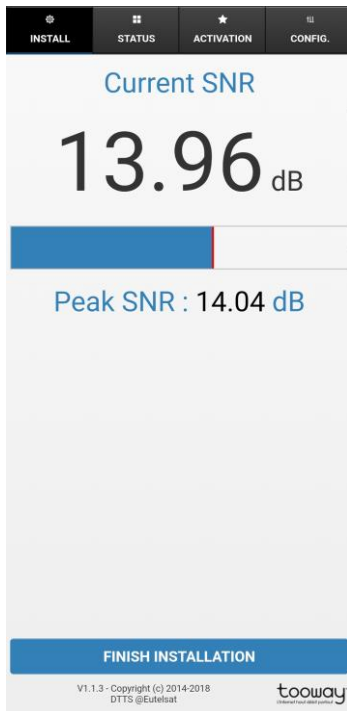 INSTALL STATUS ACTIVATION CONFIG.
Current SNR
13.96 dB
Peak SNR : 14.04 dB
FINISH INSTALLATION
V1.1.3 - Copyright (c) 2014-2018
DTTS @Eutelsat
tooway